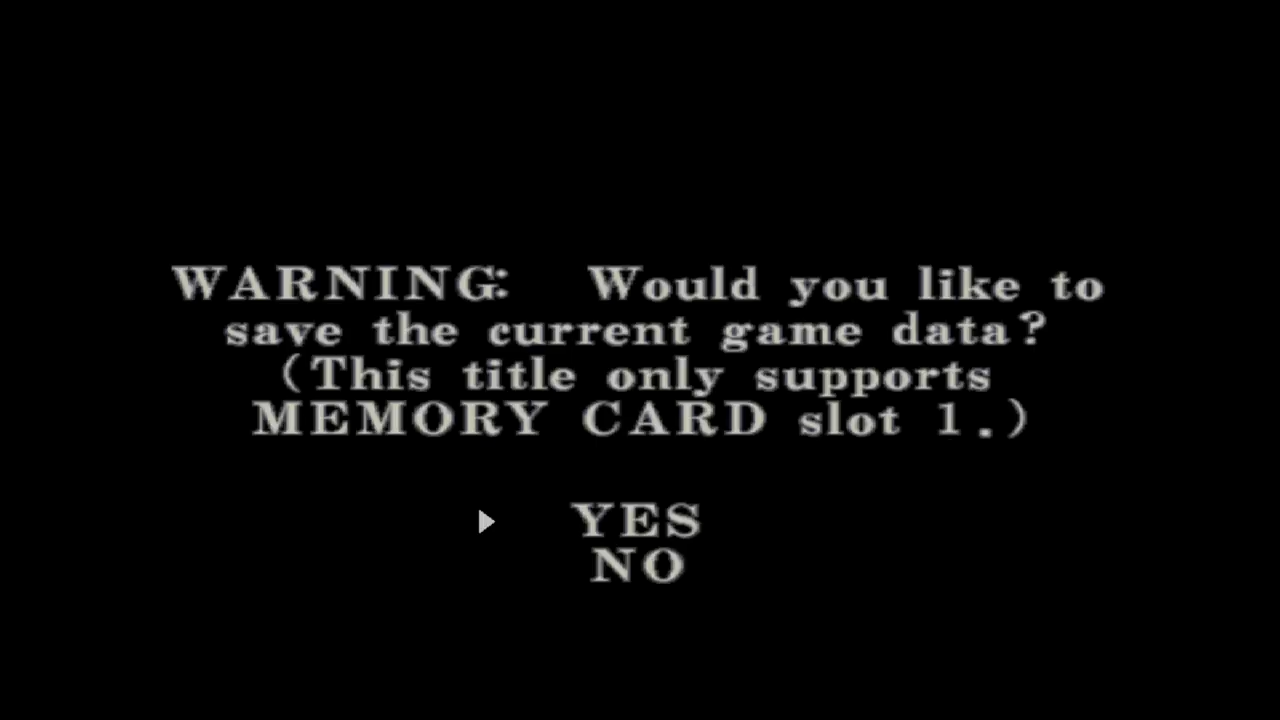 WARNING: Would you like to
save the current game data?
(This title only supports
MEMORY CARD slot 1.)
YES
NO